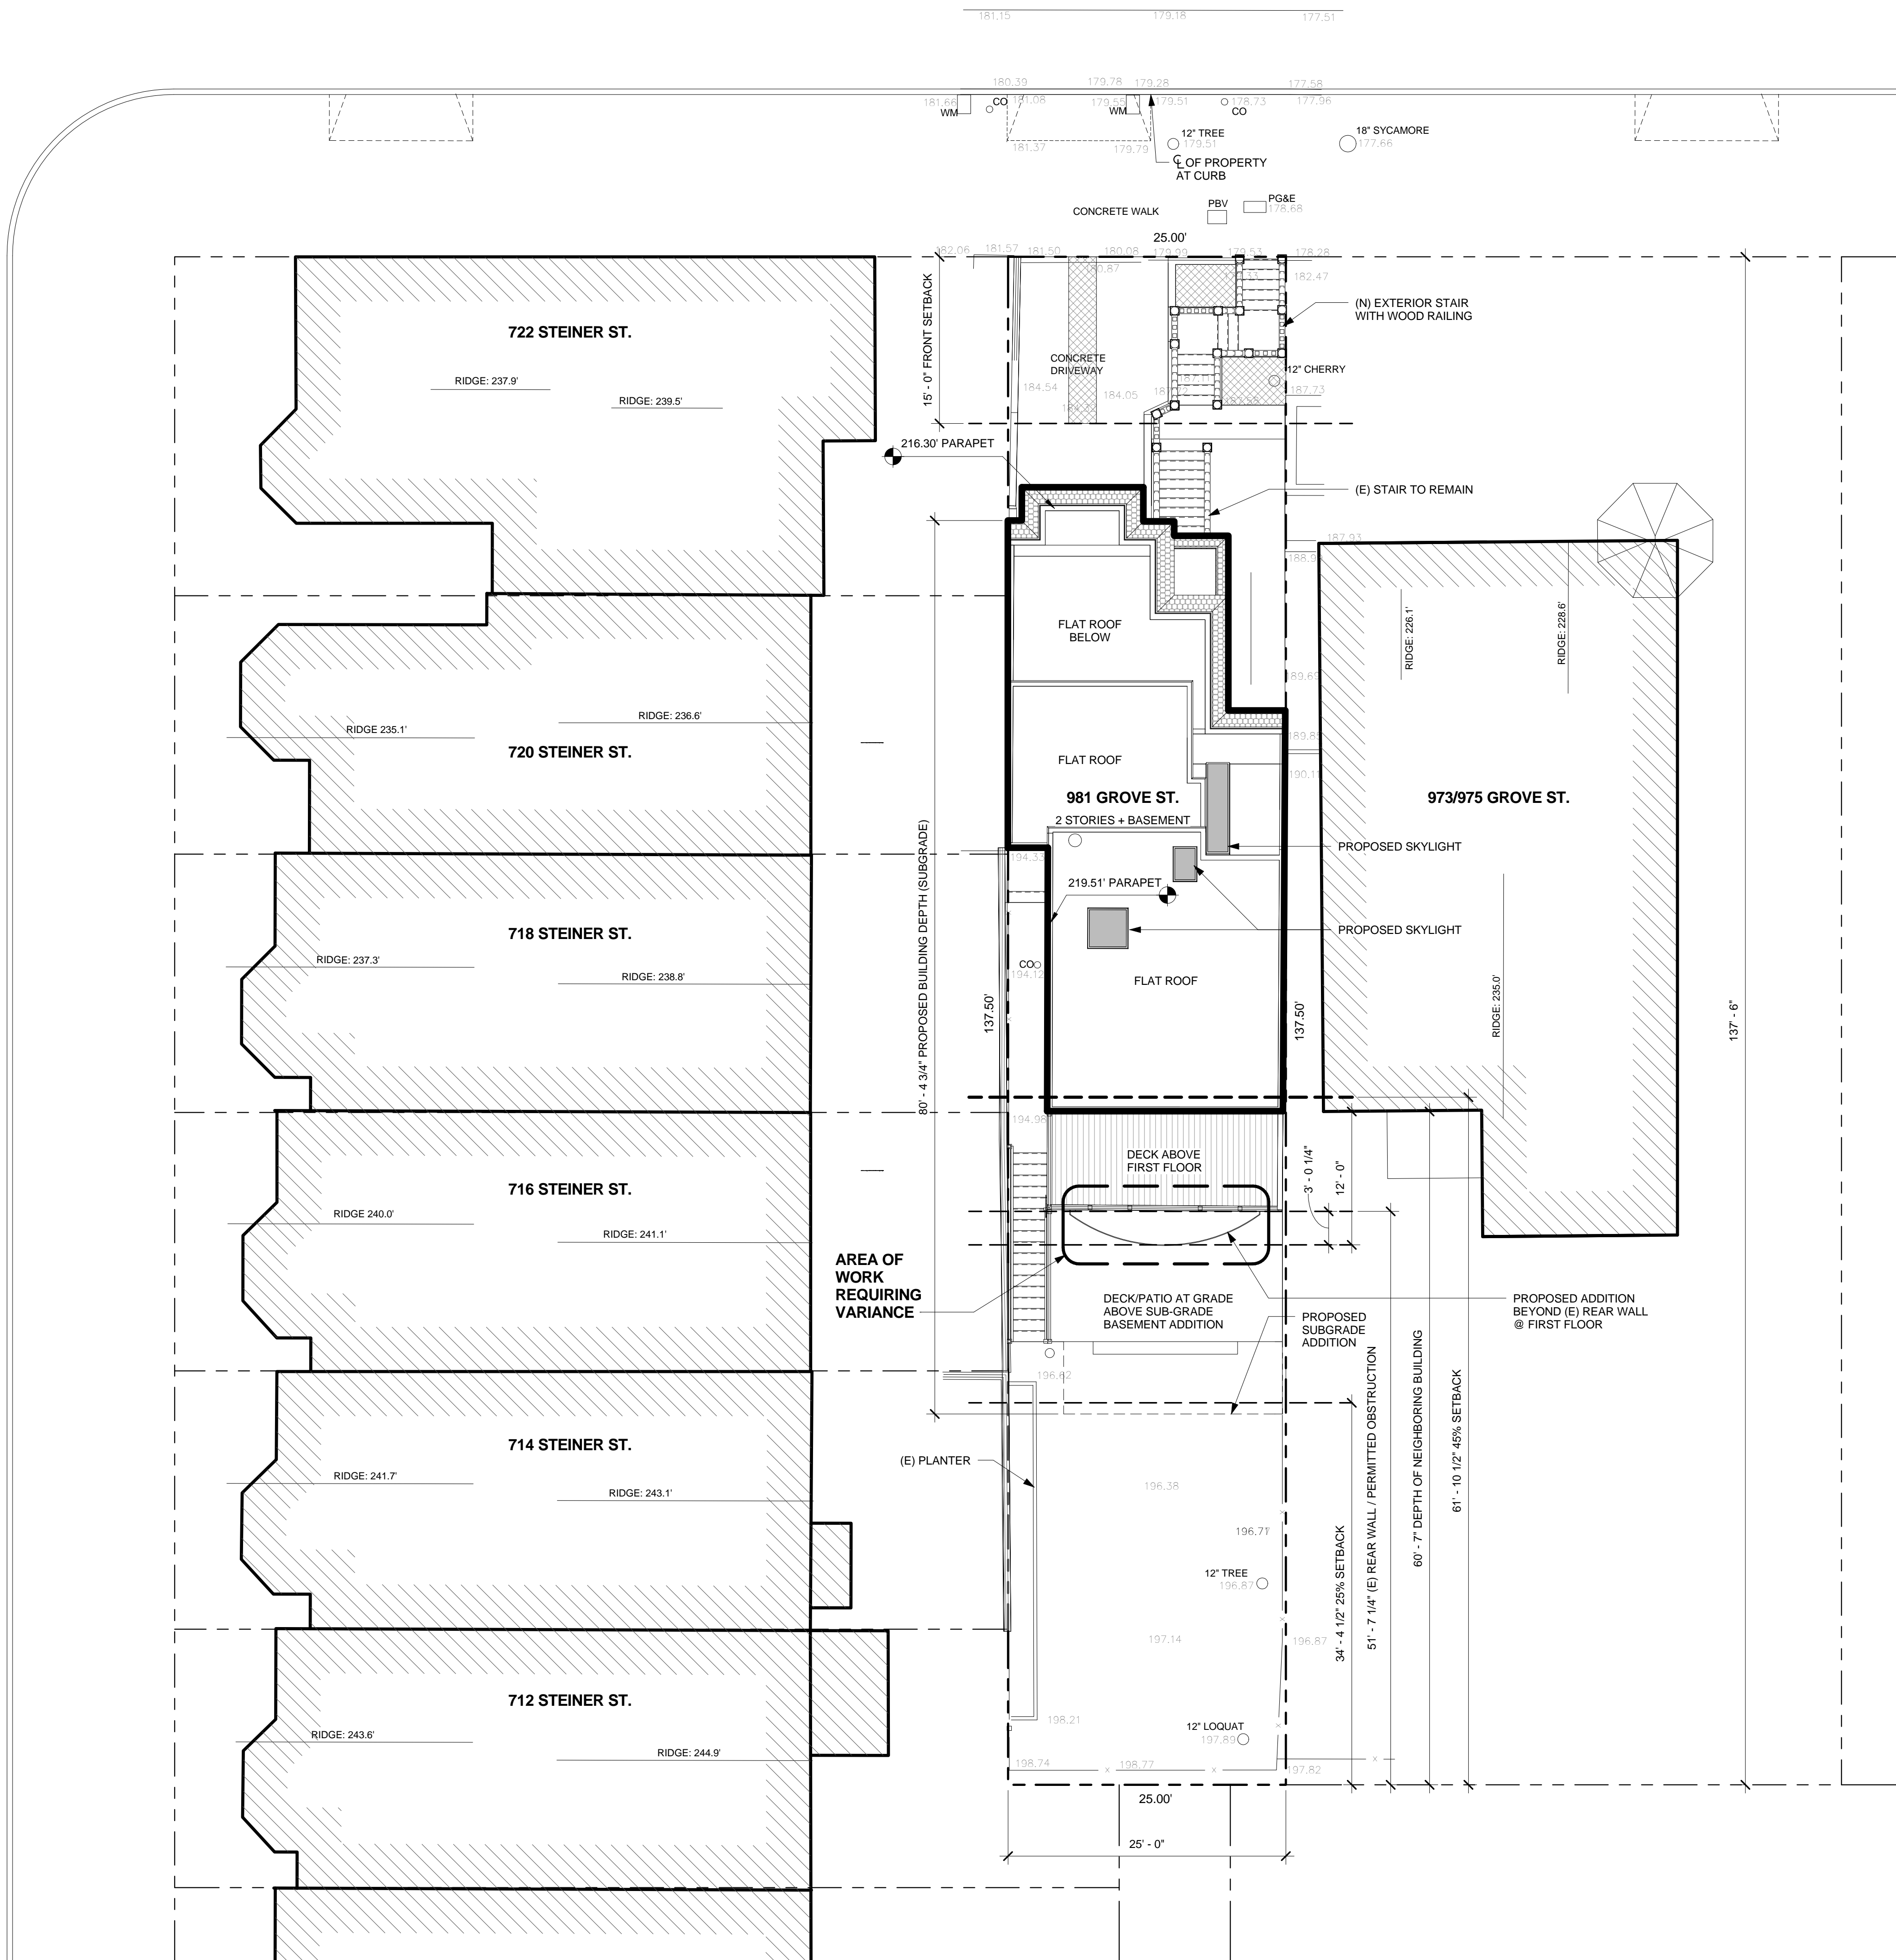 181.15 179.18 177.51
180.39 179.78 179.28 177.58
181.66 CO 181.08 179.55 179.51 178.73 177.96
WM WM CO
12" TREE 18" SYCAMORE
179.51 177.66
181.37 179.79
℄ OF PROPERTY
AT CURB
PBV PG&E
178.68
CONCRETE WALK
25.00'
182.06 181.57 181.50 180.08 179.99 179.53 178.28
182.47
15' - 0" FRONT SETBACK
(N) EXTERIOR STAIR
WITH WOOD RAILING
722 STEINER ST.
RIDGE: 237.9'
RIDGE: 239.5'
CONCRETE
DRIVEWAY
184.54
184.05
12" CHERRY
187.73
216.30' PARAPET
(E) STAIR TO REMAIN
187.93
FLAT ROOF
BELOW
RIDGE: 226.1'
RIDGE: 228.6'
RIDGE: 236.6'
RIDGE 235.1'
720 STEINER ST.
FLAT ROOF
981 GROVE ST.
2 STORIES + BASEMENT
973/975 GROVE ST.
PROPOSED SKYLIGHT
194.33
219.51' PARAPET
80' - 4 3/4" PROPOSED BUILDING DEPTH (SUBGRADE)
718 STEINER ST.
RIDGE: 237.3'
RIDGE: 238.8'
PROPOSED SKYLIGHT
CO
194.12
FLAT ROOF
137.50'
137.50'
RIDGE: 235.0'
137' - 6"
194.98
DECK ABOVE
FIRST FLOOR
3' - 0 1/4"
12' - 0"
716 STEINER ST.
RIDGE 240.0'
RIDGE: 241.1'
AREA OF
WORK
REQUIRING
VARIANCE
DECK/PATIO AT GRADE
ABOVE SUB-GRADE
BASEMENT ADDITION
PROPOSED
SUBGRADE
ADDITION
PROPOSED ADDITION
BEYOND (E) REAR WALL
@ FIRST FLOOR
196.62
714 STEINER ST.
RIDGE: 241.7'
RIDGE: 243.1'
(E) PLANTER
196.38
196.71
34' - 4 1/2" 25% SETBACK
51' - 7 1/4" (E) REAR WALL / PERMITTED OBSTRUCTION
60' - 7" DEPTH OF NEIGHBORING BUILDING
61' - 10 1/2" 45% SETBACK
12" TREE
196.87
197.14
196.87
712 STEINER ST.
RIDGE: 243.6'
RIDGE: 244.9'
198.21
12" LOQUAT
197.89
198.74 198.77 197.82
25.00'
25' - 0"